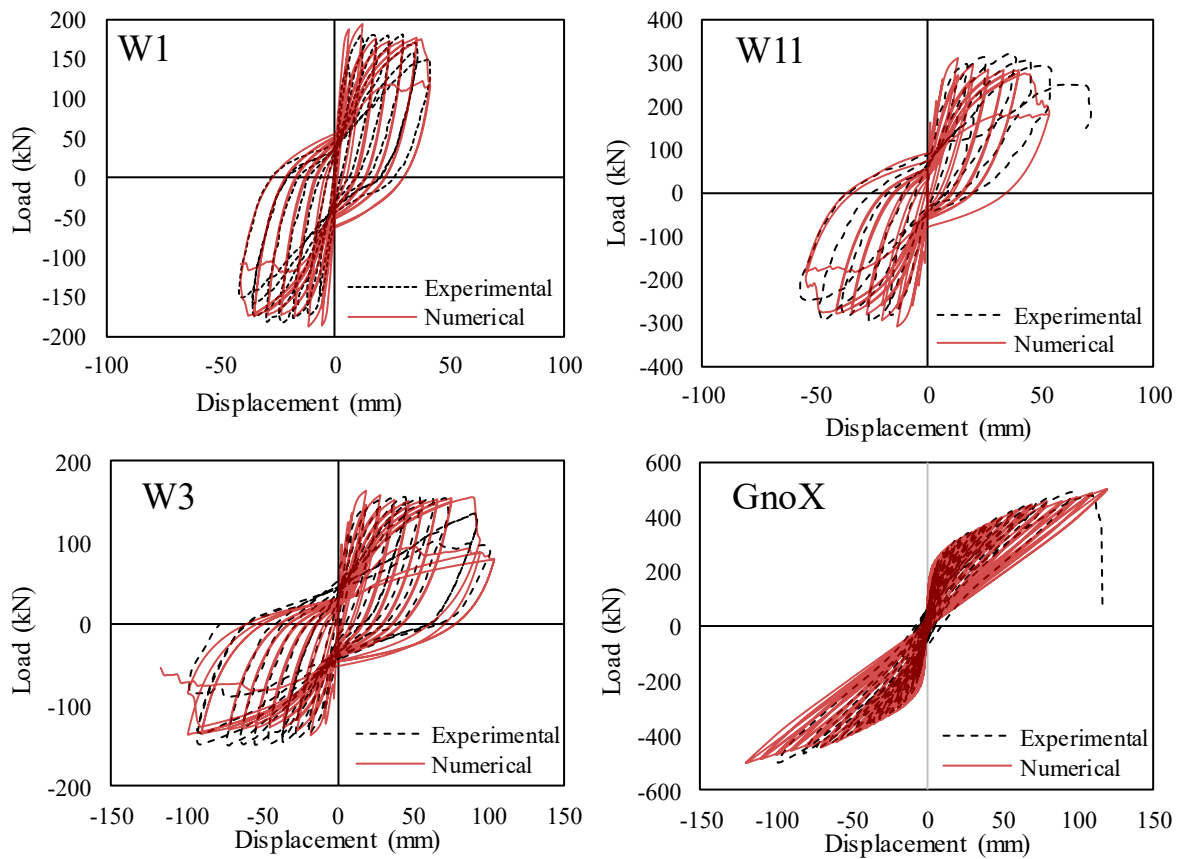 W1
200
150
100
50
0
-50
-100
-150
-200
Load (kN)
-100 -50 0 50 100
Displacement (mm)
Experimental
Numerical
W11
400
300
200
100
0
-100
-200
-300
-400
Load (kN)
-100 -50 0 50 100
Displacement (mm)
Experimental
Numerical
W3
200
100
0
-100
-200
Load (kN)
-150 -100 -50 0 50 100 150
Displacement (mm)
Experimental
Numerical
GnoX
600
400
200
0
-200
-400
-600
Load (kN)
-150 -100 -50 0 50 100 150
Displacement (mm)
Experimental
Numerical